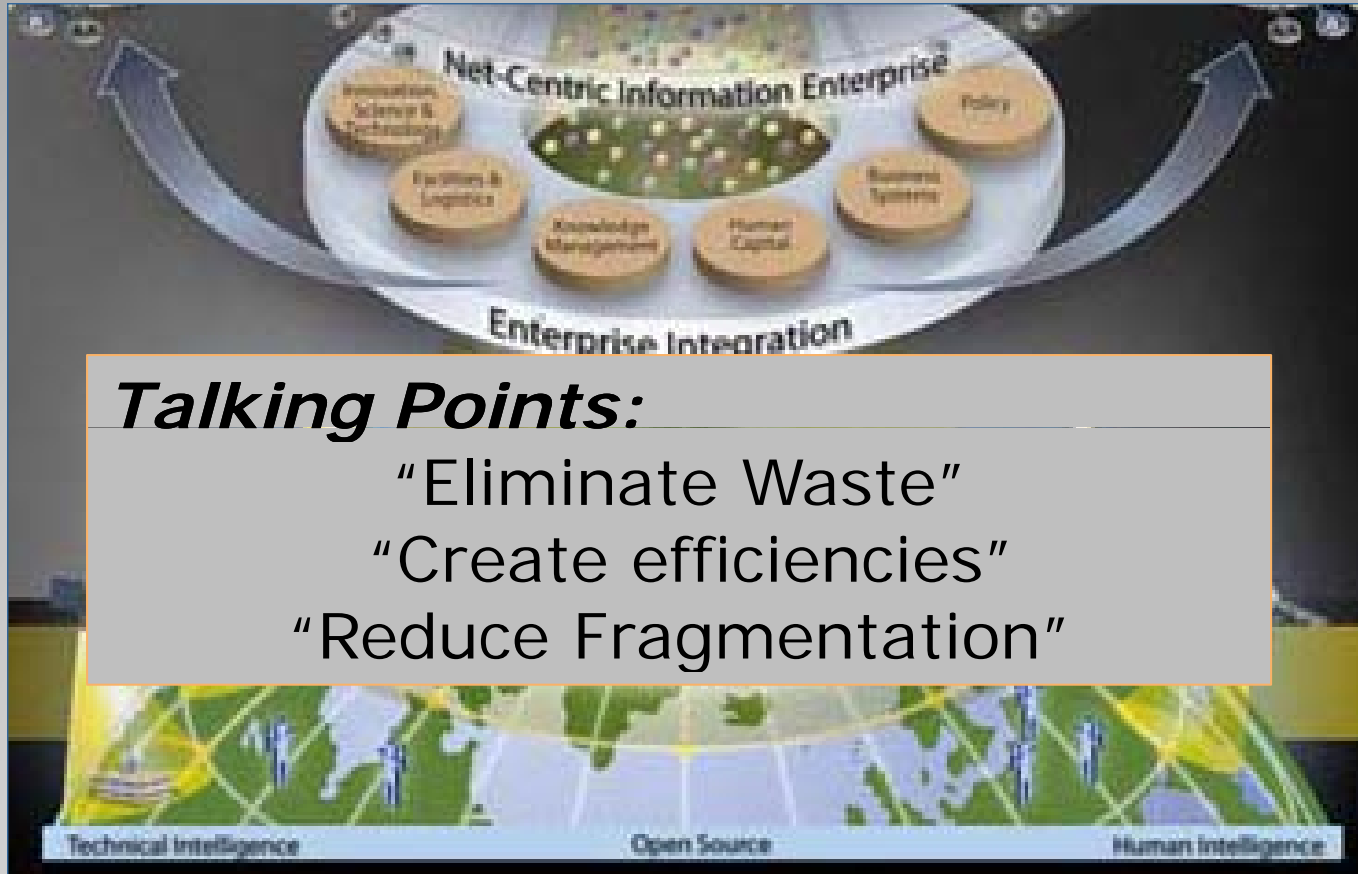 Net-Centric Information Enterprise
Innovation,
Science &
Technology
Policy
Facilities &
Logistics
Business
Systems
Knowledge
Management
Human
Capital
Enterprise Integration
Talking Points:
“Eliminate Waste”
“Create efficiencies”
“Reduce Fragmentation”
Technical Intelligence
Open Source
Human Intelligence